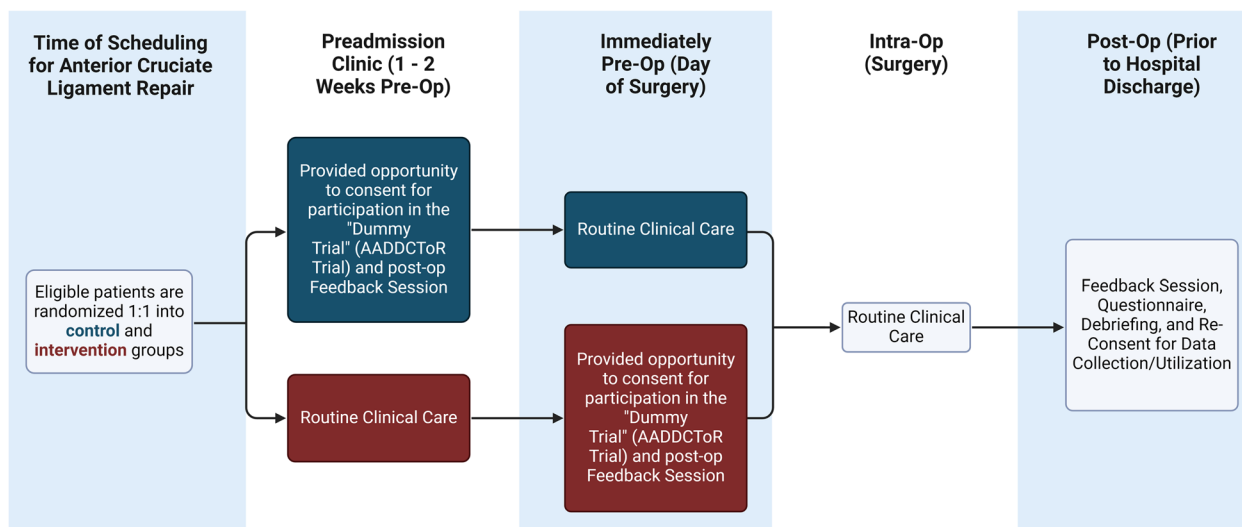 Time of Scheduling
for Anterior Cruciate
Ligament Repair
Preadmission
Clinic (1 - 2
Weeks Pre-Op)
Immediately
Pre-Op (Day
of Surgery)
Intra-Op
(Surgery)
Post-Op (Prior
to Hospital
Discharge)
Eligible patients are
randomized 1:1 into
control and
intervention groups
Provided opportunity
to consent for
participation in the
"Dummy
Trial" (AADDCToR
Trial) and post-op
Feedback Session
Routine Clinical Care
Routine Clinical Care
Provided opportunity
to consent for
participation in the
"Dummy
Trial" (AADDCToR
Trial) and post-op
Feedback Session
Routine Clinical
Care
Feedback Session,
Questionnaire,
Debriefing, and Re-
Consent for Data
Collection/Utilization